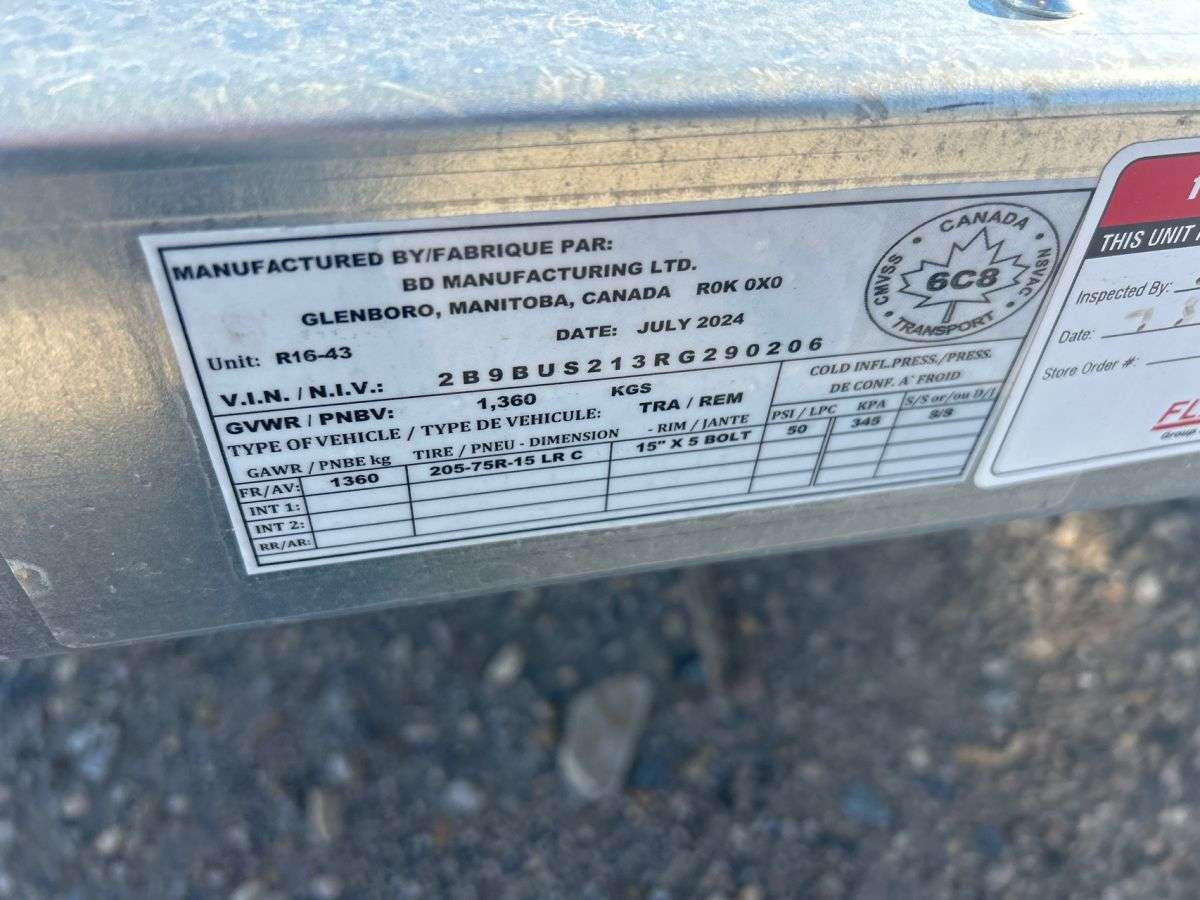 MANUFACTURED BY/FABRIQUE PAR:
BD MANUFACTURING LTD.
GLENBORO, MANITOBA, CANADA R0K 0X0
DATE: JULY 2024
Unit: R16-43
V.I.N. / N.I.V.: 2B9BUS213RG290206
GVWR / PNBV: 1,360 KGS
TYPE OF VEHICLE / TYPE DE VEHICULE: TRA / REM
COLD INFL.PRESS./PRESS.
DE CONF. A` FROID
GAWR / PNBE kg TIRE / PNEU - DIMENSION - RIM / JANTE PSI / LPC KPA S/S or/ou D/J
FR/AV: 1360 205-75R-15 LR C 15" X 5 BOLT 50 345 S/S
INT 1:
INT 2:
RR/AR:
CANADA
CMVSS
6C8
NSVAC
TRANSPORT
THIS UNIT
Inspected By:
Date:
Store Order #: